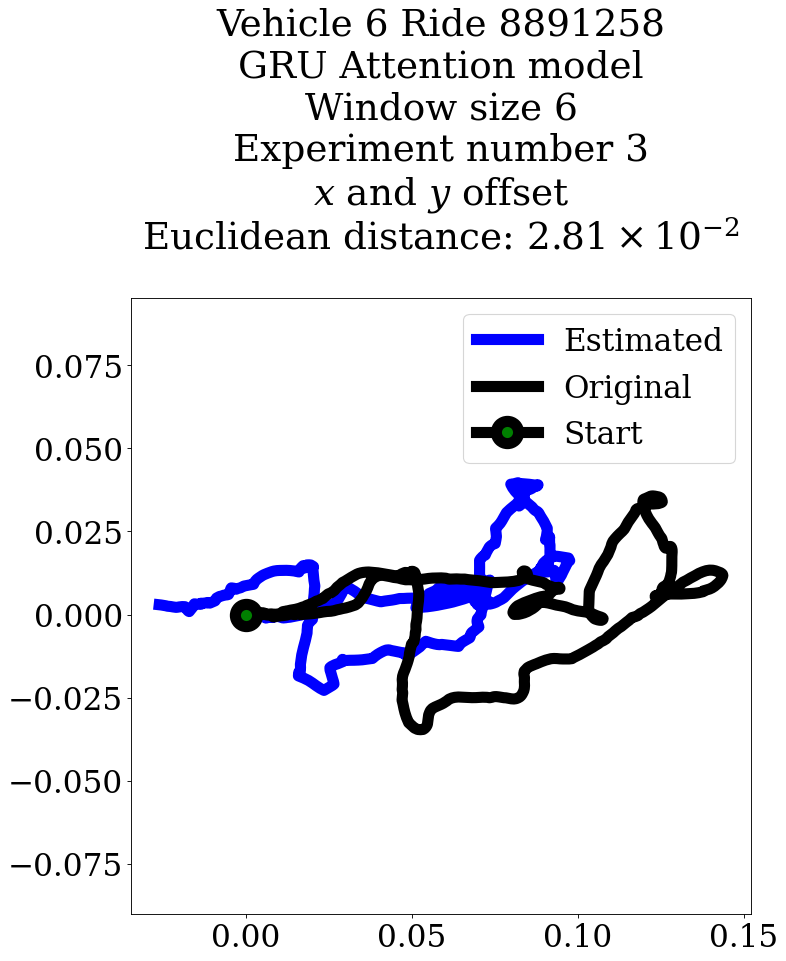 Vehicle 6 Ride 8891258
GRU Attention model
Window size 6
Experiment number 3
x and y offset
Euclidean distance: 2.81 × 10⁻²
Estimated
Original
Start
0.075
0.050
0.025
0.000
−0.025
−0.050
−0.075
0.00 0.05 0.10 0.15